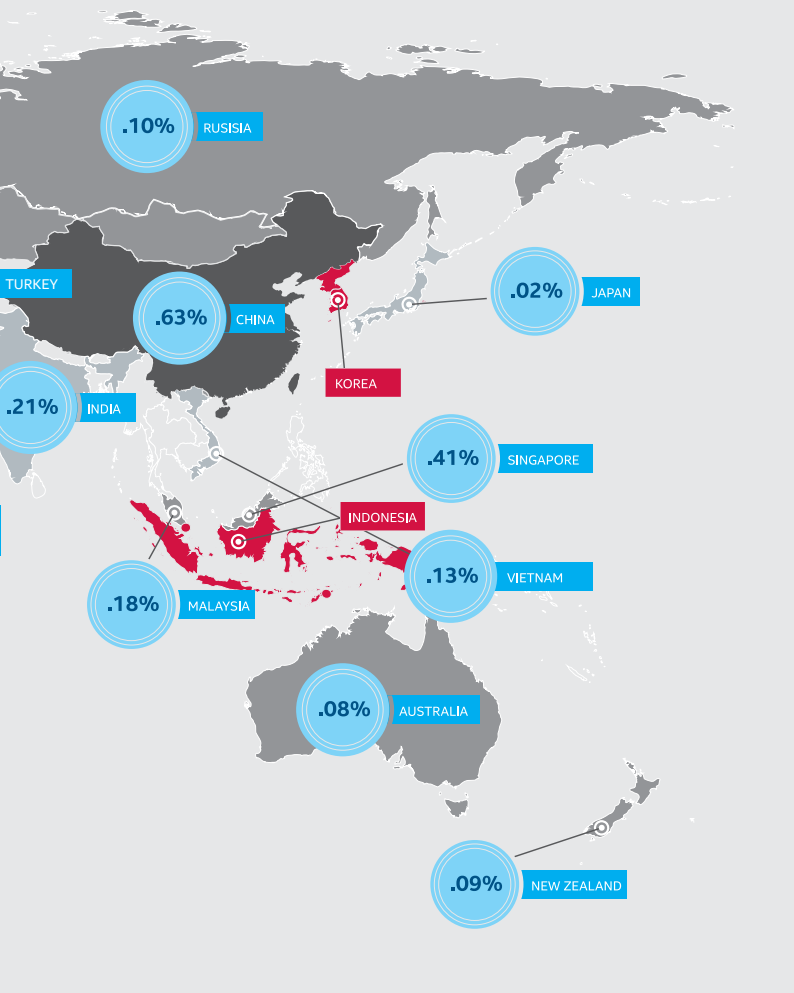 .10% RUSISIA
TURKEY
.63% CHINA
.02% JAPAN
KOREA
.21% INDIA
.41% SINGAPORE
INDONESIA
.13% VIETNAM
.18% MALAYSIA
.08% AUSTRALIA
.09% NEW ZEALAND